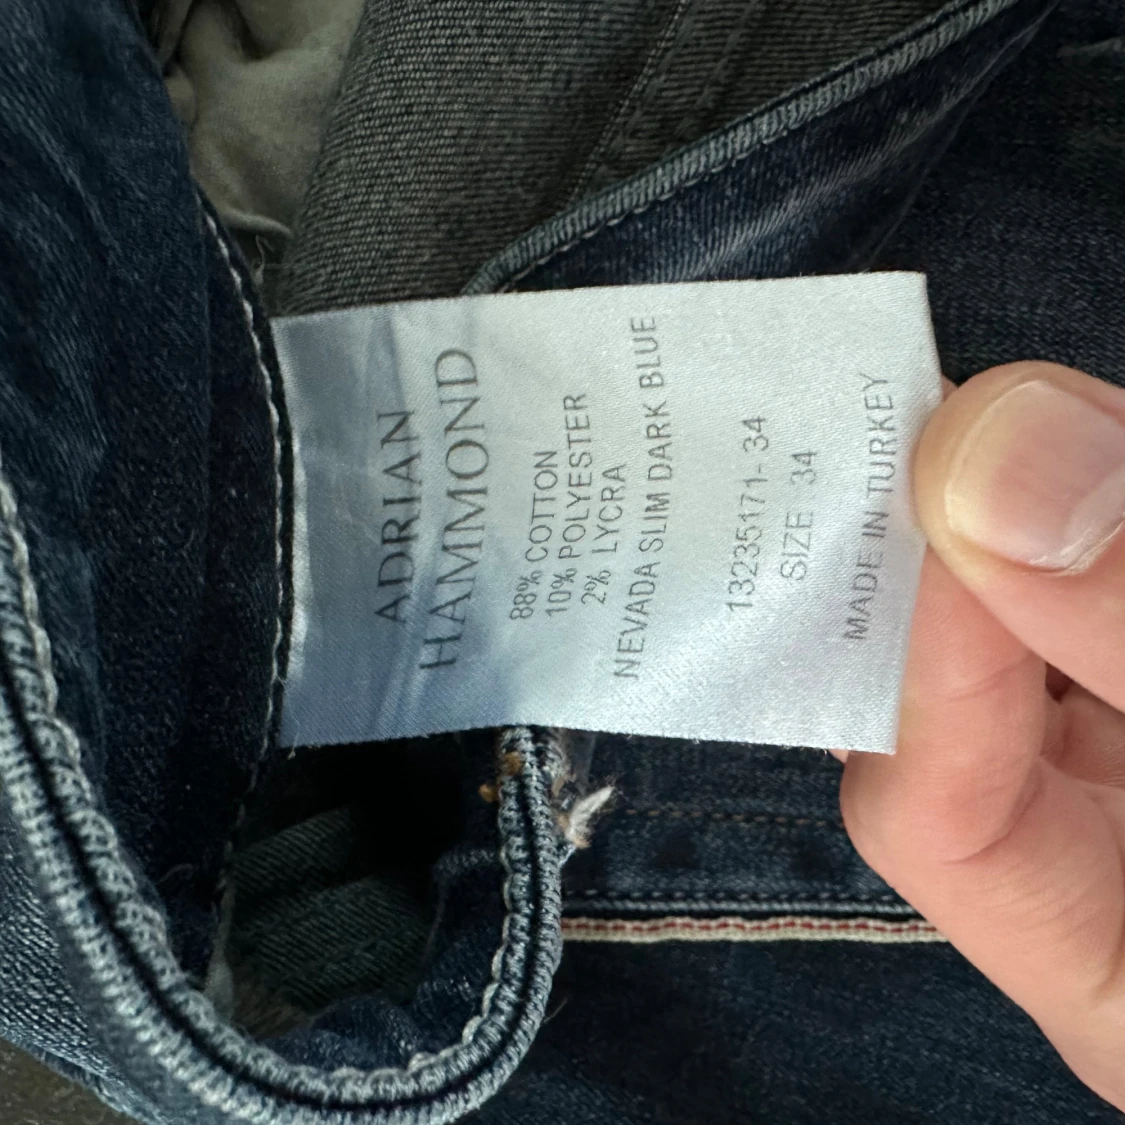 ADRIAN
HAMMOND
88% COTTON
10% POLYESTER
2% LYCRA
NEVADA SLIM DARK BLUE
13235171- 34
SIZE 34
MADE IN TURKEY